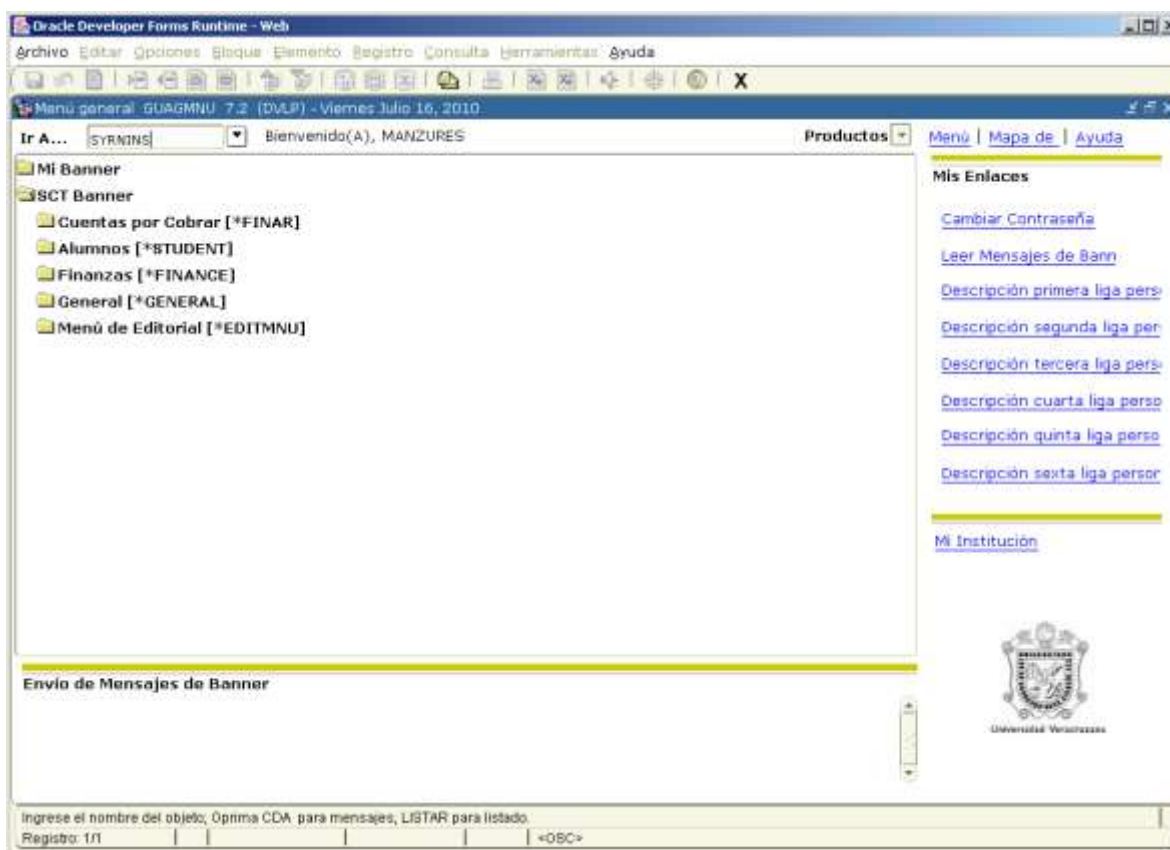 Oracle Developer Forms Runtime - Web
Archivo Editar Opciones Bloque Elemento Registro Consulta Herramientas Ayuda
Menú general GUAGMNU 7.2 (DVLP) - Viernes Julio 16, 2010
Ir A... SYRNINS Bienvenido(A), MANZURES Productos Menú | Mapa de | Ayuda
Mi Banner
SCT Banner
Cuentas por Cobrar [*FINAR]
Alumnos [*STUDENT]
Finanzas [*FINANCE]
General [*GENERAL]
Menú de Editorial [*EDITMNU]
Mis Enlaces
Cambiar Contraseña
Leer Mensajes de Bann
Descripción primera liga pers
Descripción segunda liga per
Descripción tercera liga pers
Descripción cuarta liga perso
Descripción quinta liga perso
Descripción sexta liga person
Mi Institución
Universidad Veracruzana
Envío de Mensajes de Banner
Ingrese el nombre del objeto; Oprima CDA para mensajes, LISTAR para listado.
Registro: 1/1 <OSC>